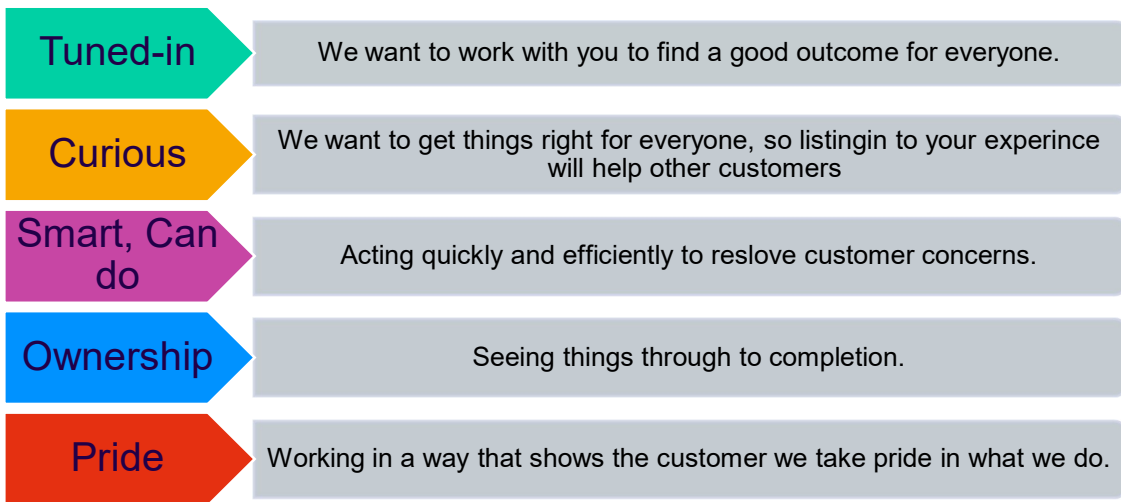 Tuned-in
We want to work with you to find a good outcome for everyone.
Curious
We want to get things right for everyone, so listingin to your experince
will help other customers
Smart, Can
do
Acting quickly and efficiently to reslove customer concerns.
Ownership
Seeing things through to completion.
Pride
Working in a way that shows the customer we take pride in what we do.